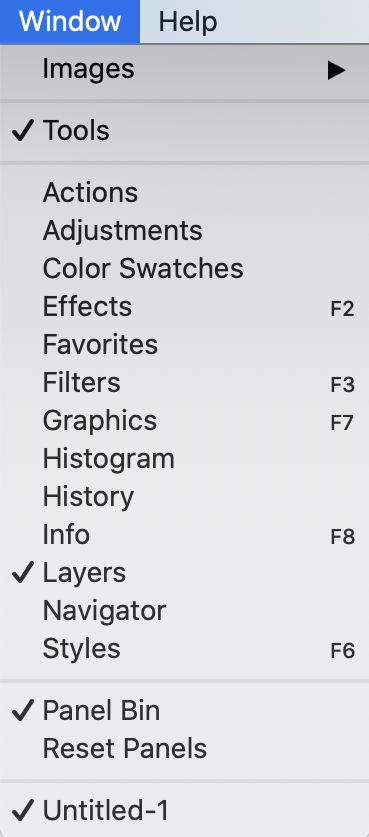 Window Help
Images
Tools
Actions
Adjustments
Color Swatches
Effects F2
Favorites
Filters F3
Graphics F7
Histogram
History
Info F8
Layers
Navigator
Styles F6
Panel Bin
Reset Panels
Untitled-1